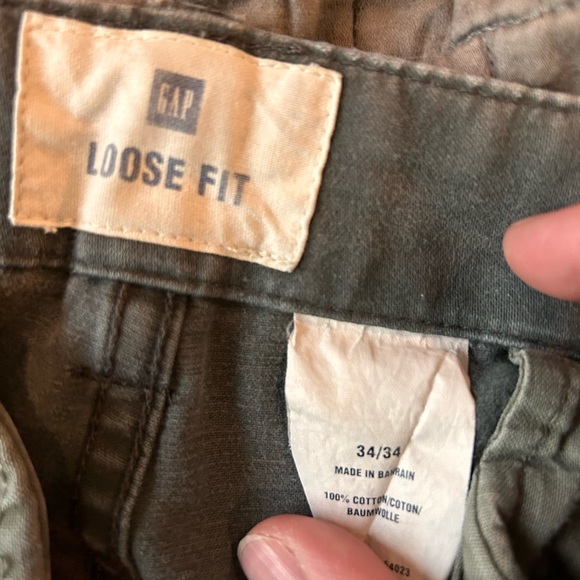 GAP
LOOSE FIT
34/34
MADE IN BAHRAIN
100% COTTON/COTON/
BAUMWOLLE